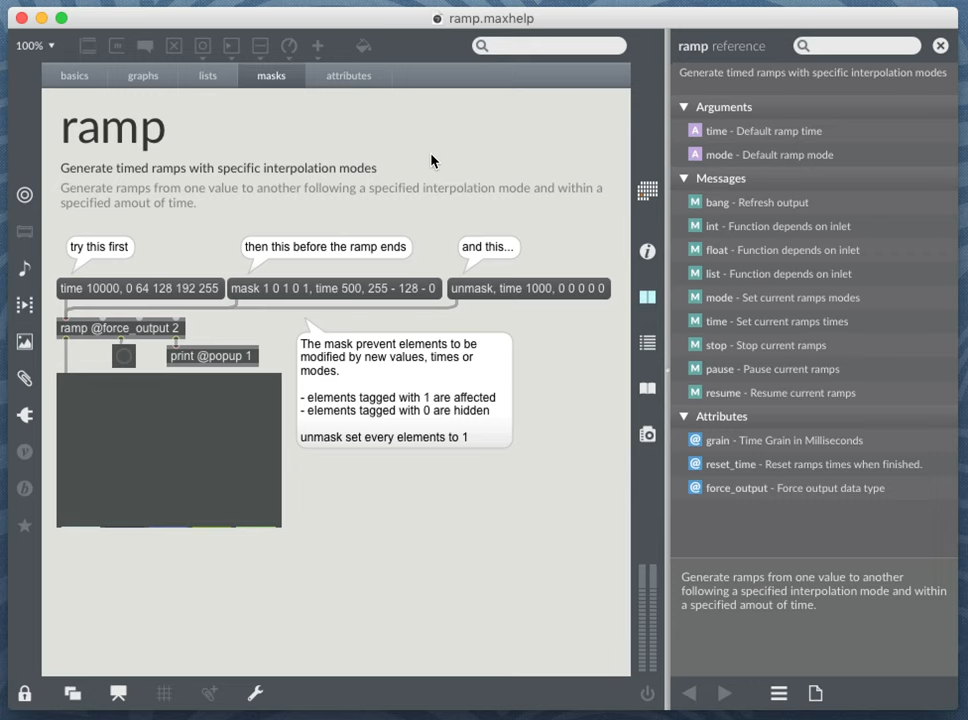 ramp.maxhelp
100%
basics graphs lists masks attributes
ramp
Generate timed ramps with specific interpolation modes
Generate ramps from one value to another following a specified interpolation mode and within a
specified amout of time.
try this first
then this before the ramp ends
and this...
time 10000, 0 64 128 192 255
mask 1 0 1 0 1, time 500, 255 - 128 - 0
unmask, time 1000, 0 0 0 0 0
ramp @force_output 2
print @popup 1
The mask prevent elements to be
modified by new values, times or
modes.
- elements tagged with 1 are affected
- elements tagged with 0 are hidden
unmask set every elements to 1
ramp reference
Generate timed ramps with specific interpolation modes
Arguments
A time - Default ramp time
A mode - Default ramp mode
Messages
M bang - Refresh output
M int - Function depends on inlet
M float - Function depends on inlet
M list - Function depends on inlet
M mode - Set current ramps modes
M time - Set current ramps times
M stop - Stop current ramps
M pause - Pause current ramps
M resume - Resume current ramps
Attributes
@ grain - Time Grain in Milliseconds
@ reset_time - Reset ramps times when finished.
@ force_output - Force output data type
Generate ramps from one value to another
following a specified interpolation mode and within
a specified amout of time.